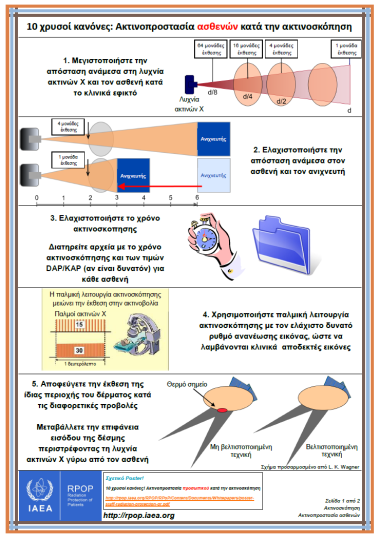 10 χρυσοί κανόνες: Ακτινοπροστασία ασθενών κατά την ακτινοσκόπηση
1. Μεγιστοποιήστε την
απόσταση ανάμεσα στη λυχνία
ακτινών Χ και τον ασθενή κατά
το κλινικά εφικτό
64 μονάδες
έκθεσης
16 μονάδες
έκθεσης
4 μονάδες
έκθεσης
1 μονάδα
έκθεσης
d/8
d/4
d/2
d
Λυχνία
ακτινών Χ
4 μονάδες
έκθεσης
Ανιχνευτής
1 μονάδα
έκθεσης
Ανιχνευτής
Ανιχνευτής
0 1 2 3 4 5 6
2. Ελαχιστοποιήστε την
απόσταση ανάμεσα στον
ασθενή και τον ανιχνευτή
3. Ελαχιστοποιήστε το χρόνο
ακτινοσκοπησης
Διατηρείτε αρχεία με το χρόνο
ακτινοσκόπησης και των τιμών
DAP/KAP (αν είναι δυνατόν) για
κάθε ασθενή
Η παλμική λειτουργία ακτινοσκόπησης
μειώνει την έκθεση στην ακτινοβολία
Παλμοί ακτινών Χ
15
30
1 δευτερόλεπτο
4. Χρησιμοποιήστε παλμική λειτουργία
ακτινοσκόπησης με τον ελάχιστο δυνατό
ρυθμό ανανέωσης εικόνας, ώστε να
λαμβάνονται κλινικά αποδεκτές εικόνες
5. Αποφεύγετε την έκθεση της
ίδιας περιοχής του δέρματος κατά
τις διαφορετικές προβολές
Μεταβάλλετε την επιφάνεια
εισόδου της δέσμης
περιστρέφοντας τη λυχνία
ακτινών Χ γύρω από τον ασθενή
Θερμό σημείο
Μη βελτιστοποιημένη
τεχνική
Βελτιστοποιημένη
τεχνική
Σχήμα προσαρμοσμένο από L. K. Wagner
IAEA
RPOP
Radiation
Protection of
Patients
Σχετικό Poster!
10 χρυσοί κανόνες: Ακτινοπροστασία προσωπικού κατά την ακτινοσκόπηση
http://rpop.iaea.org
Σελίδα 1 από 2
Ακτινοσκόπηση
Ακτινοπροστασία ασθενών